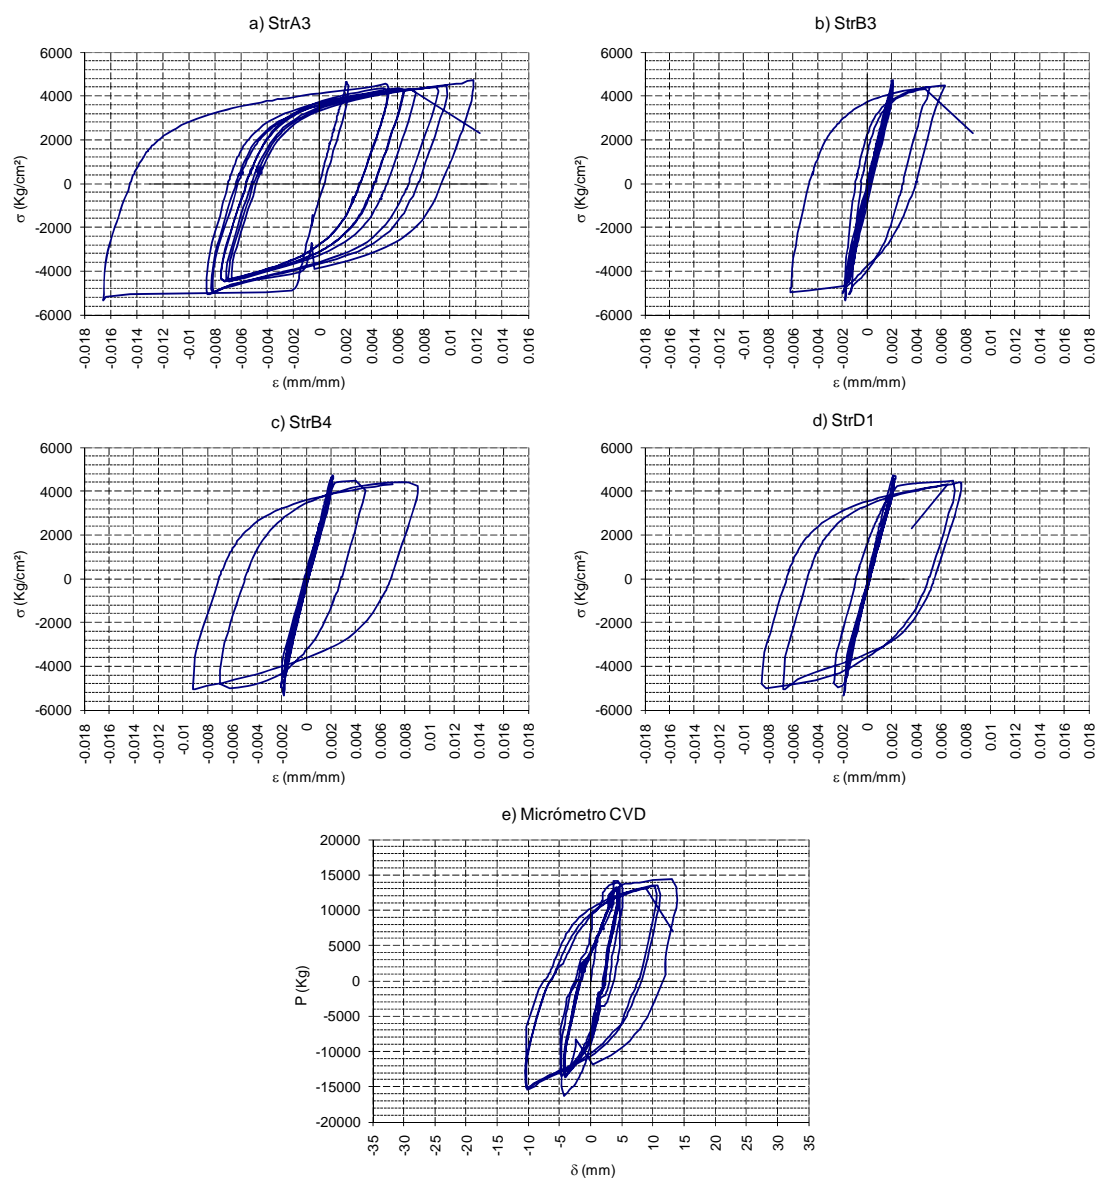 a) StrA3
6000
4000
2000
0
-2000
-4000
-6000
σ (Kg/cm²)
-0.018 -0.016 -0.014 -0.012 -0.01 -0.008 -0.006 -0.004 -0.002 0 0.002 0.004 0.006 0.008 0.01 0.012 0.014 0.016
ε (mm/mm)
b) StrB3
6000
4000
2000
0
-2000
-4000
-6000
σ (Kg/cm²)
-0.018 -0.016 -0.014 -0.012 -0.01 -0.008 -0.006 -0.004 -0.002 0 0.002 0.004 0.006 0.008 0.01 0.012 0.014 0.016 0.018
ε (mm/mm)
c) StrB4
6000
4000
2000
0
-2000
-4000
-6000
σ (Kg/cm²)
-0.018 -0.016 -0.014 -0.012 -0.01 -0.008 -0.006 -0.004 -0.002 0 0.002 0.004 0.006 0.008 0.01 0.012 0.014 0.016 0.018
ε (mm/mm)
d) StrD1
6000
4000
2000
0
-2000
-4000
-6000
σ (Kg/cm²)
-0.018 -0.016 -0.014 -0.012 -0.01 -0.008 -0.006 -0.004 -0.002 0 0.002 0.004 0.006 0.008 0.01 0.012 0.014 0.016 0.018
ε (mm/mm)
e) Micrómetro CVD
20000
15000
10000
5000
0
-5000
-10000
-15000
-20000
P (Kg)
-35 -30 -25 -20 -15 -10 -5 0 5 10 15 20 25 30 35
δ (mm)